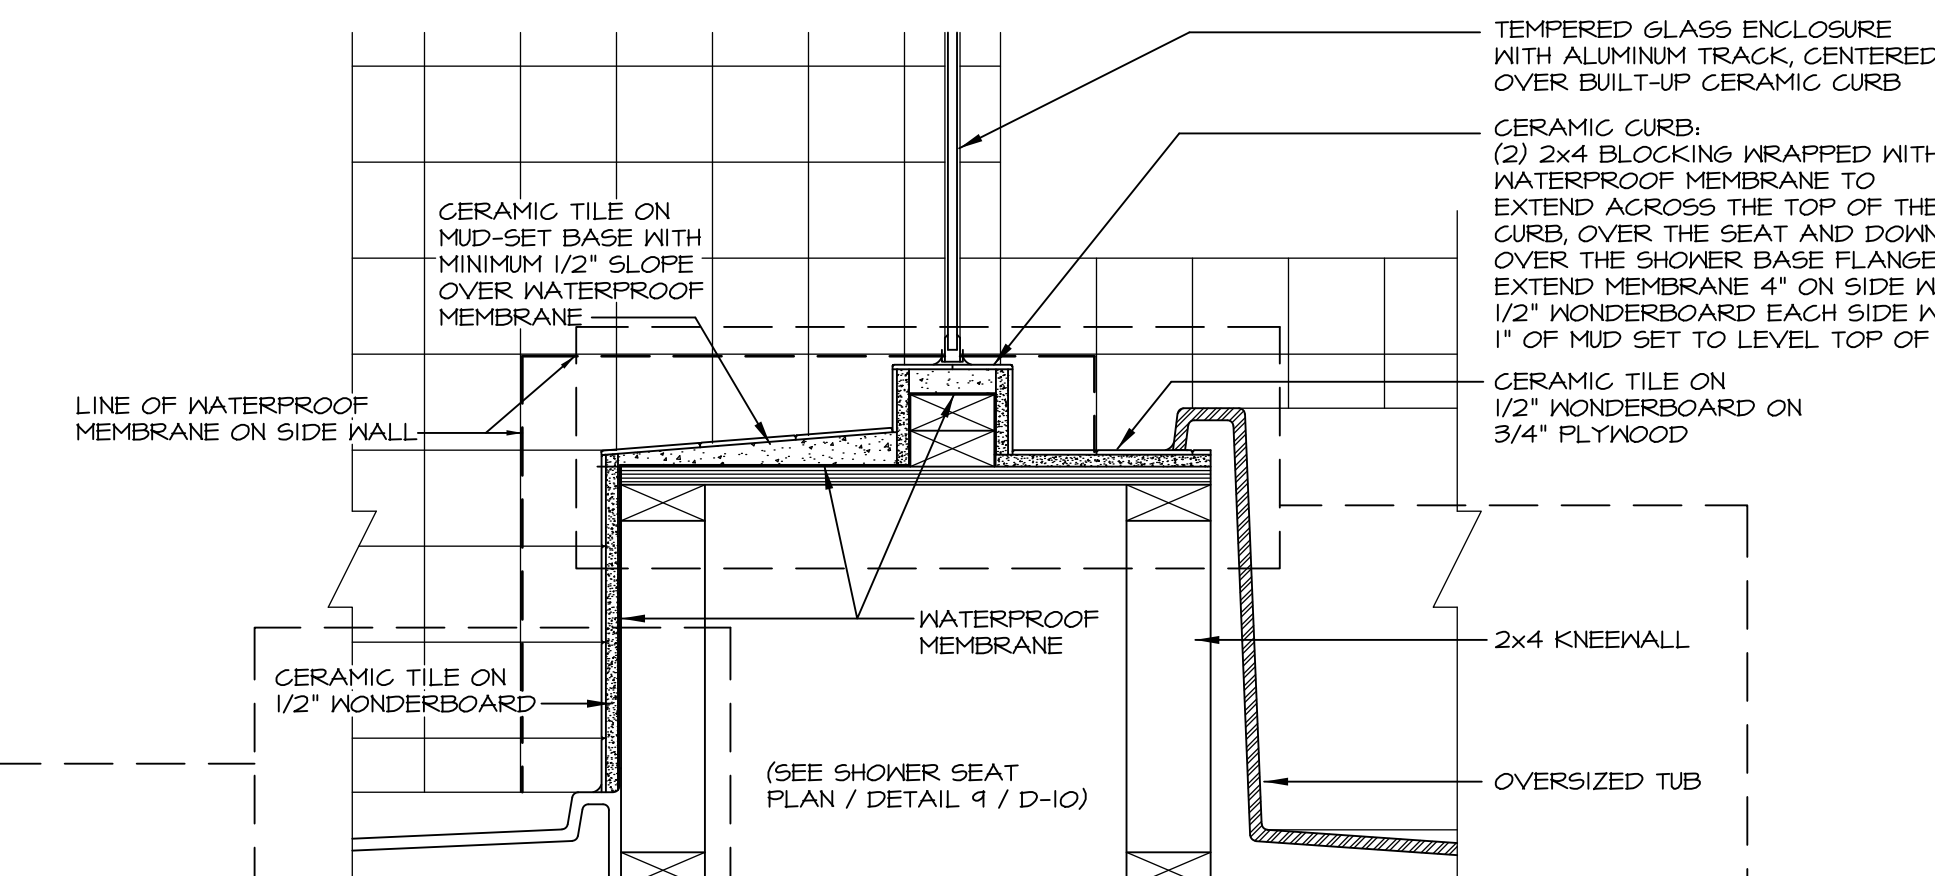 TEMPERED GLASS ENCLOSURE
WITH ALUMINUM TRACK, CENTERED
OVER BUILT-UP CERAMIC CURB
CERAMIC CURB:
(2) 2x4 BLOCKING WRAPPED WITH
WATERPROOF MEMBRANE TO
EXTEND ACROSS THE TOP OF THE
CURB, OVER THE SEAT AND DOWN
OVER THE SHOWER BASE FLANGE
EXTEND MEMBRANE 4" ON SIDE
1/2" WONDERBOARD EACH SIDE
1" OF MUD SET TO LEVEL TOP OF
CERAMIC TILE ON
1/2" WONDERBOARD ON
3/4" PLYWOOD
CERAMIC TILE ON
MUD-SET BASE WITH
MINIMUM 1/2" SLOPE
OVER WATERPROOF
MEMBRANE
LINE OF WATERPROOF
MEMBRANE ON SIDE WALL
WATERPROOF
MEMBRANE
2x4 KNEEWALL
CERAMIC TILE ON
1/2" WONDERBOARD
(SEE SHOWER SEAT
PLAN / DETAIL 9 / D-10)
OVERSIZED TUB